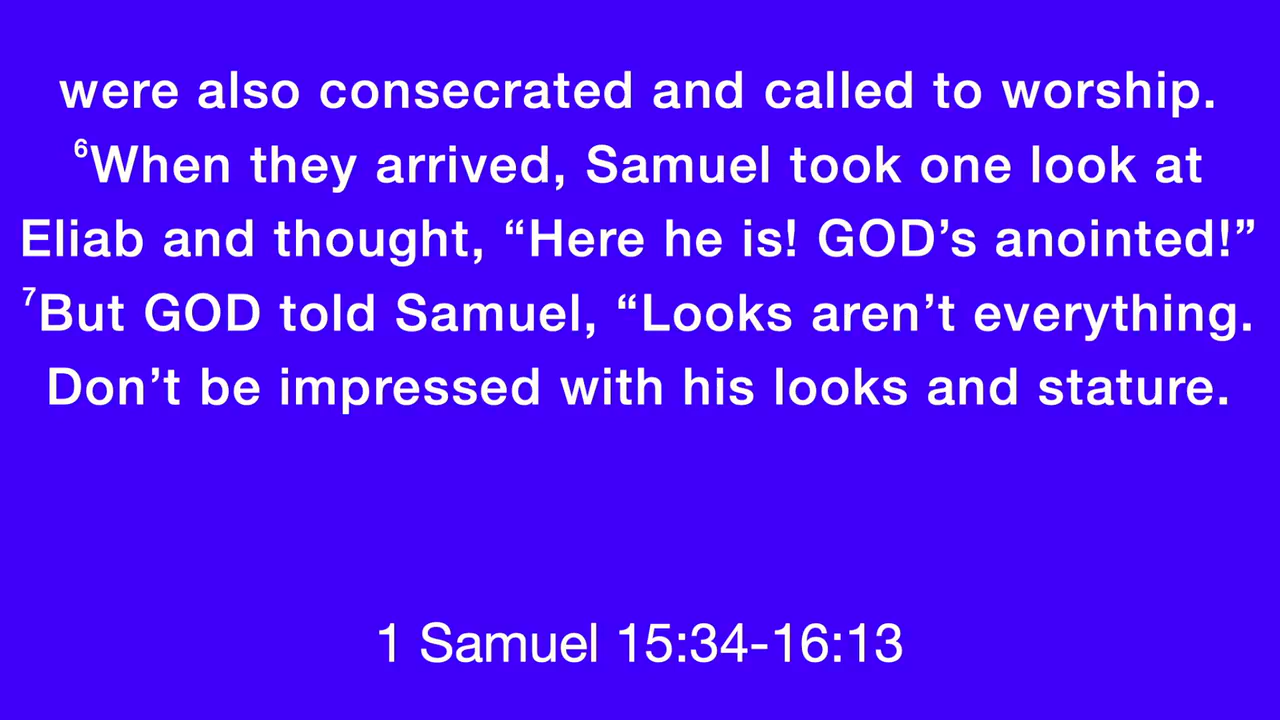 were also consecrated and called to worship.
⁶When they arrived, Samuel took one look at
Eliab and thought, “Here he is! GOD’s anointed!”
⁷But GOD told Samuel, “Looks aren’t everything.
Don’t be impressed with his looks and stature.
1 Samuel 15:34-16:13